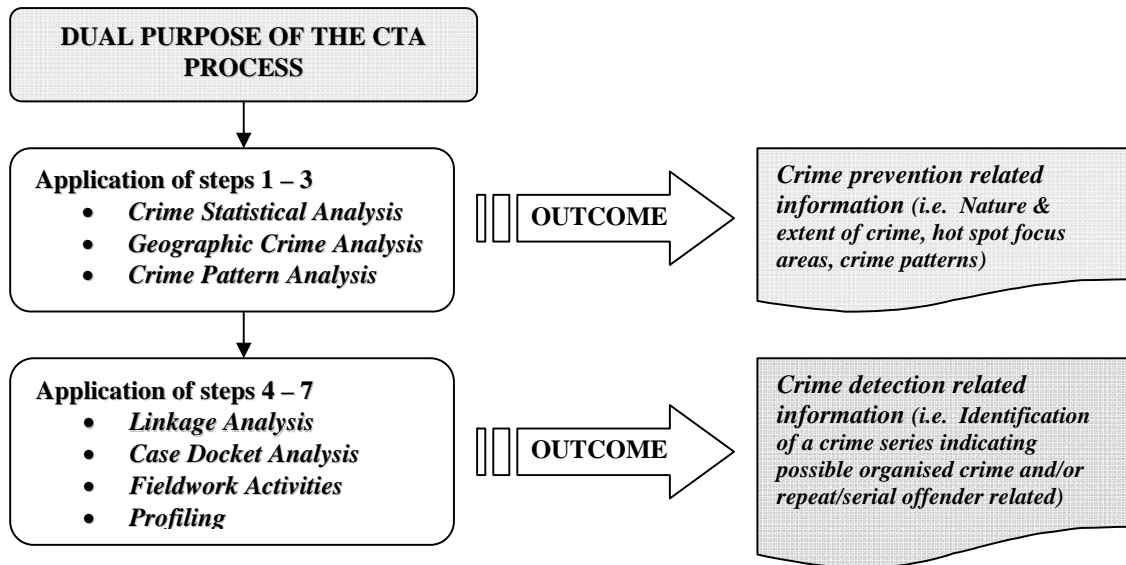 DUAL PURPOSE OF THE CTA
PROCESS
Application of steps 1 – 3
• Crime Statistical Analysis
• Geographic Crime Analysis
• Crime Pattern Analysis
OUTCOME
Crime prevention related
information (i.e. Nature &
extent of crime, hot spot focus
areas, crime patterns)
Application of steps 4 – 7
• Linkage Analysis
• Case Docket Analysis
• Fieldwork Activities
• Profiling
OUTCOME
Crime detection related
information (i.e. Identification
of a crime series indicating
possible organised crime and/or
repeat/serial offender related)